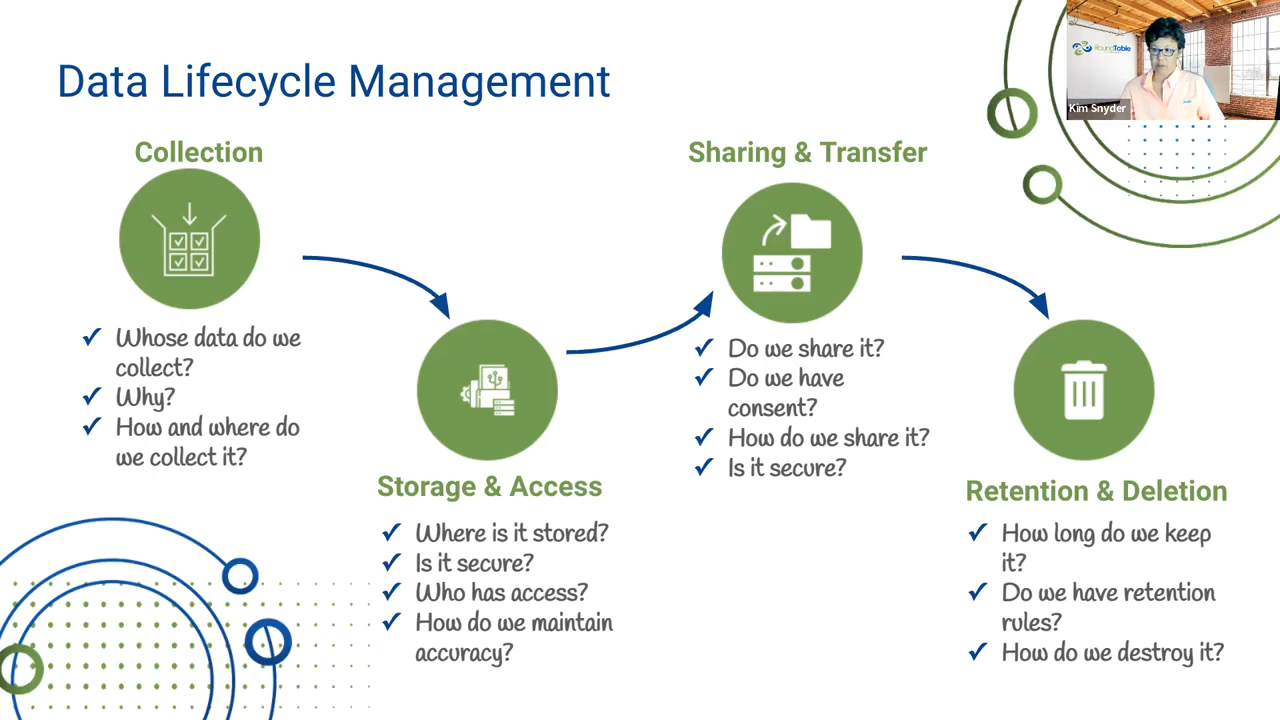 Data Lifecycle Management
RoundTable
Kim Snyder
Collection
Whose data do we
collect?
Why?
How and where do
we collect it?
Storage & Access
Where is it stored?
Is it secure?
Who has access?
How do we maintain
accuracy?
Sharing & Transfer
Do we share it?
Do we have
consent?
How do we share it?
Is it secure?
Retention & Deletion
How long do we keep
it?
Do we have retention
rules?
How do we destroy it?